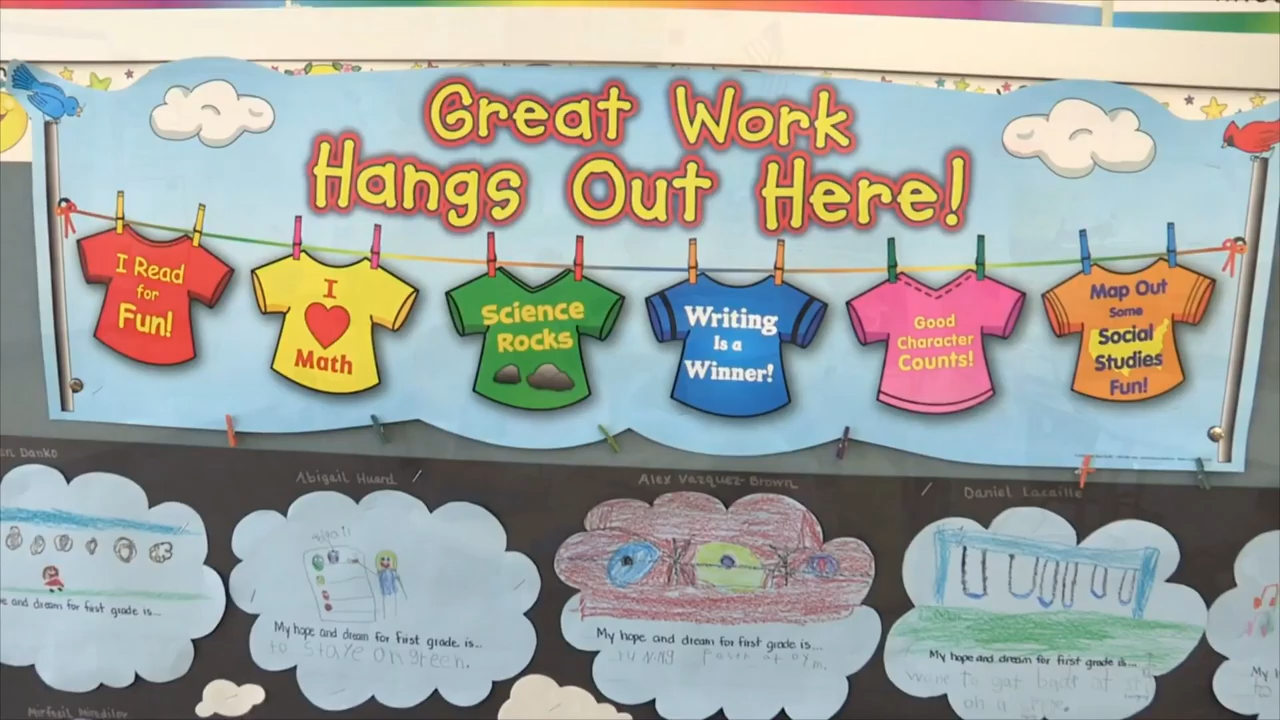 Great Work
Hangs Out Here!
I Read
for
Fun!
I
Math
Science
Rocks
Writing
Is a
Winner!
Good
Character
Counts!
Map Out
Some
Social
Studies
Fun!
Danko
Abigail Huard
Alex Vazquez-Brown
Daniel Lacaille
and dream for first grade is...
My hope and dream for first grade is...
to staye on green.
My hope and dream for first grade is...
My hope and dream for first grade is...
My h